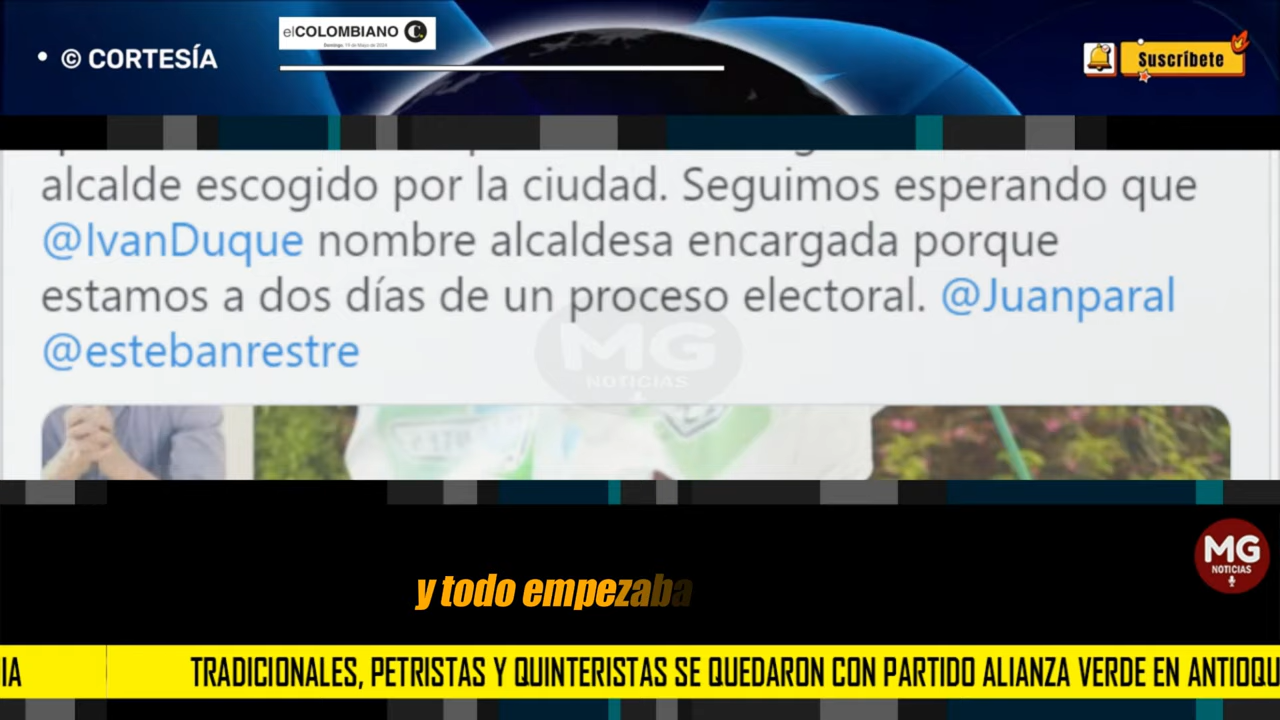 elCOLOMBIANO
• © CORTESÍA
Suscríbete
alcalde escogido por la ciudad. Seguimos esperando que
@IvanDuque nombre alcaldesa encargada porque
estamos a dos días de un proceso electoral. @Juanparal
@estebanrestre
MG
NOTICIAS
MG
NOTICIAS
y todo empezaba
IA
TRADICIONALES, PETRISTAS Y QUINTERISTAS SE QUEDARON CON PARTIDO ALIANZA VERDE EN ANTIOQU